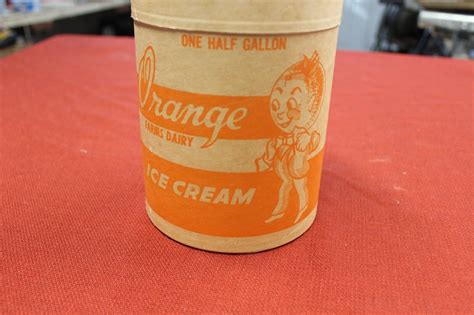 ONE HALF GALLON
Orange
FARMS DAIRY
ICE CREAM